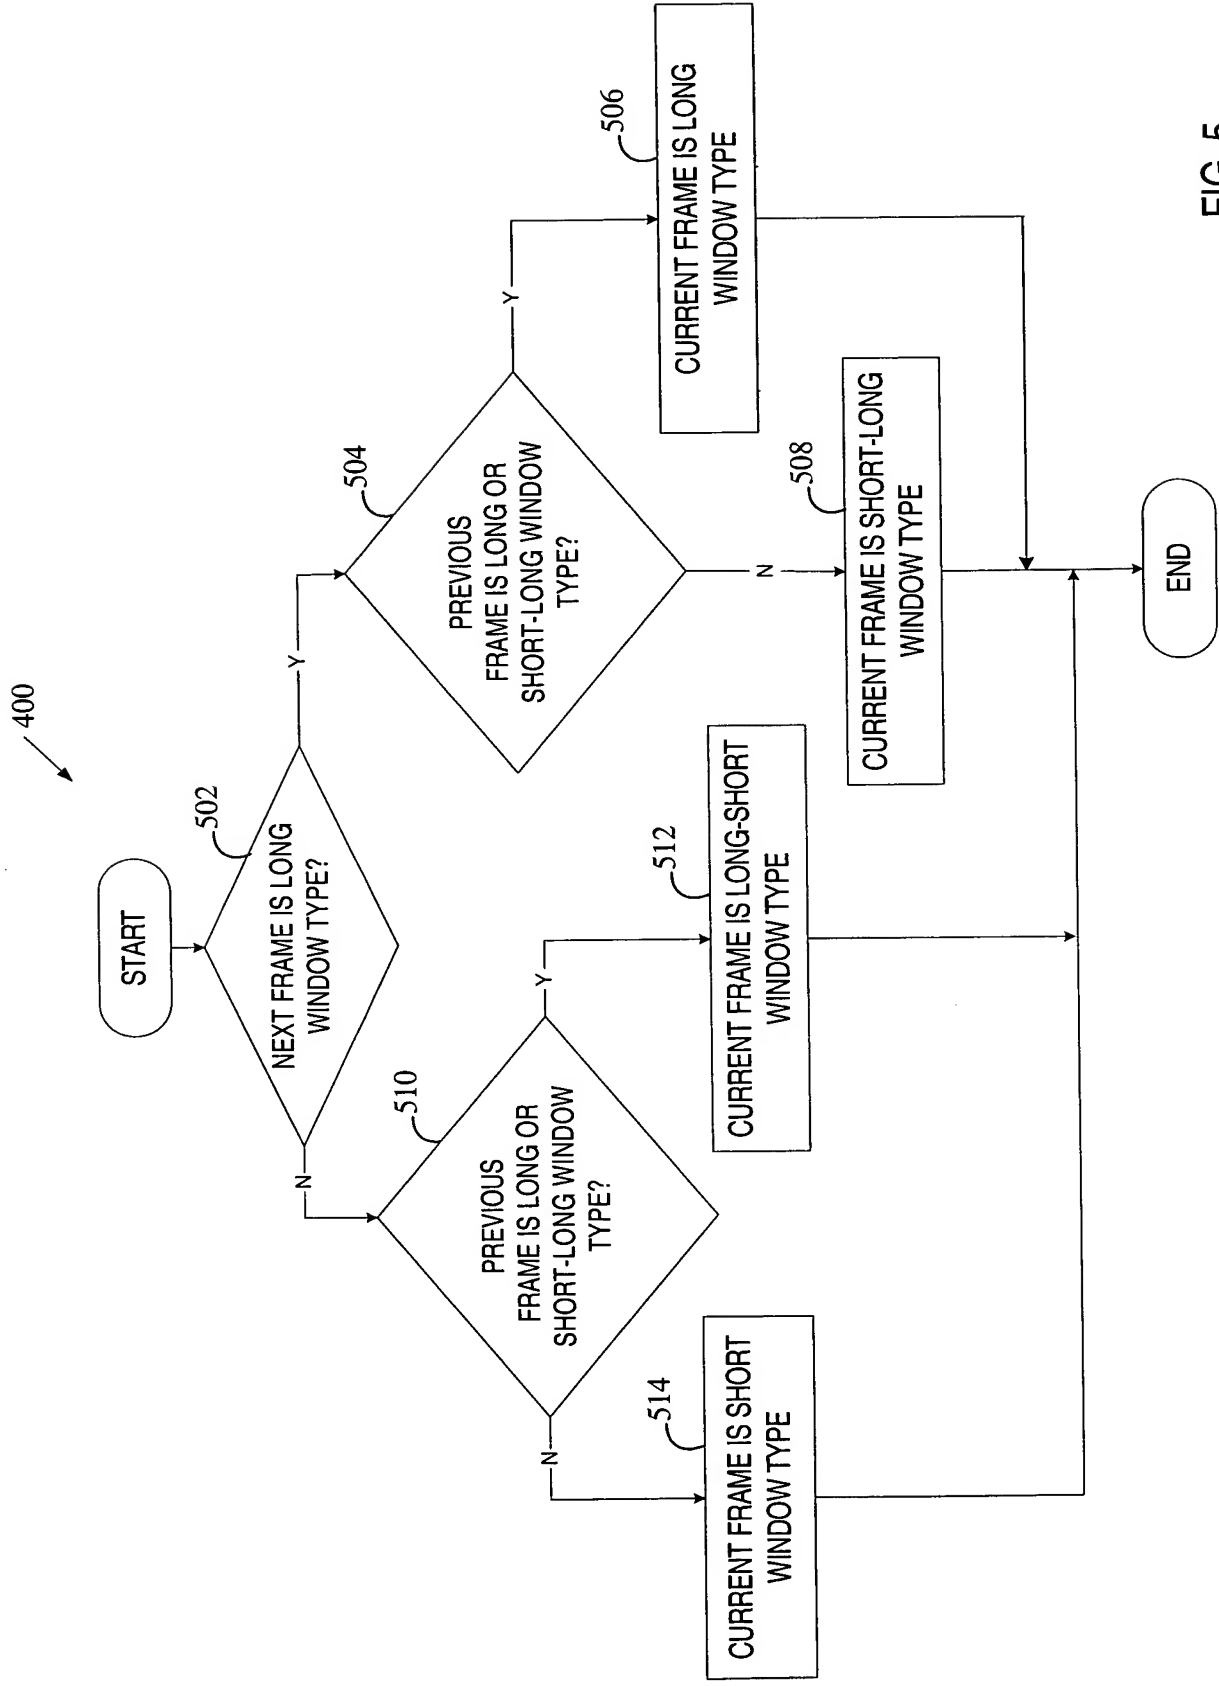 400
START
502
NEXT FRAME IS LONG
WINDOW TYPE?
N
Y
510
PREVIOUS
FRAME IS LONG OR
SHORT-LONG WINDOW
TYPE?
504
PREVIOUS
FRAME IS LONG OR
SHORT-LONG WINDOW
TYPE?
N
Y
N
Y
514
CURRENT FRAME IS SHORT
WINDOW TYPE
512
CURRENT FRAME IS LONG-SHORT
WINDOW TYPE
508
CURRENT FRAME IS SHORT-LONG
WINDOW TYPE
506
CURRENT FRAME IS LONG
WINDOW TYPE
END
FIG. 5